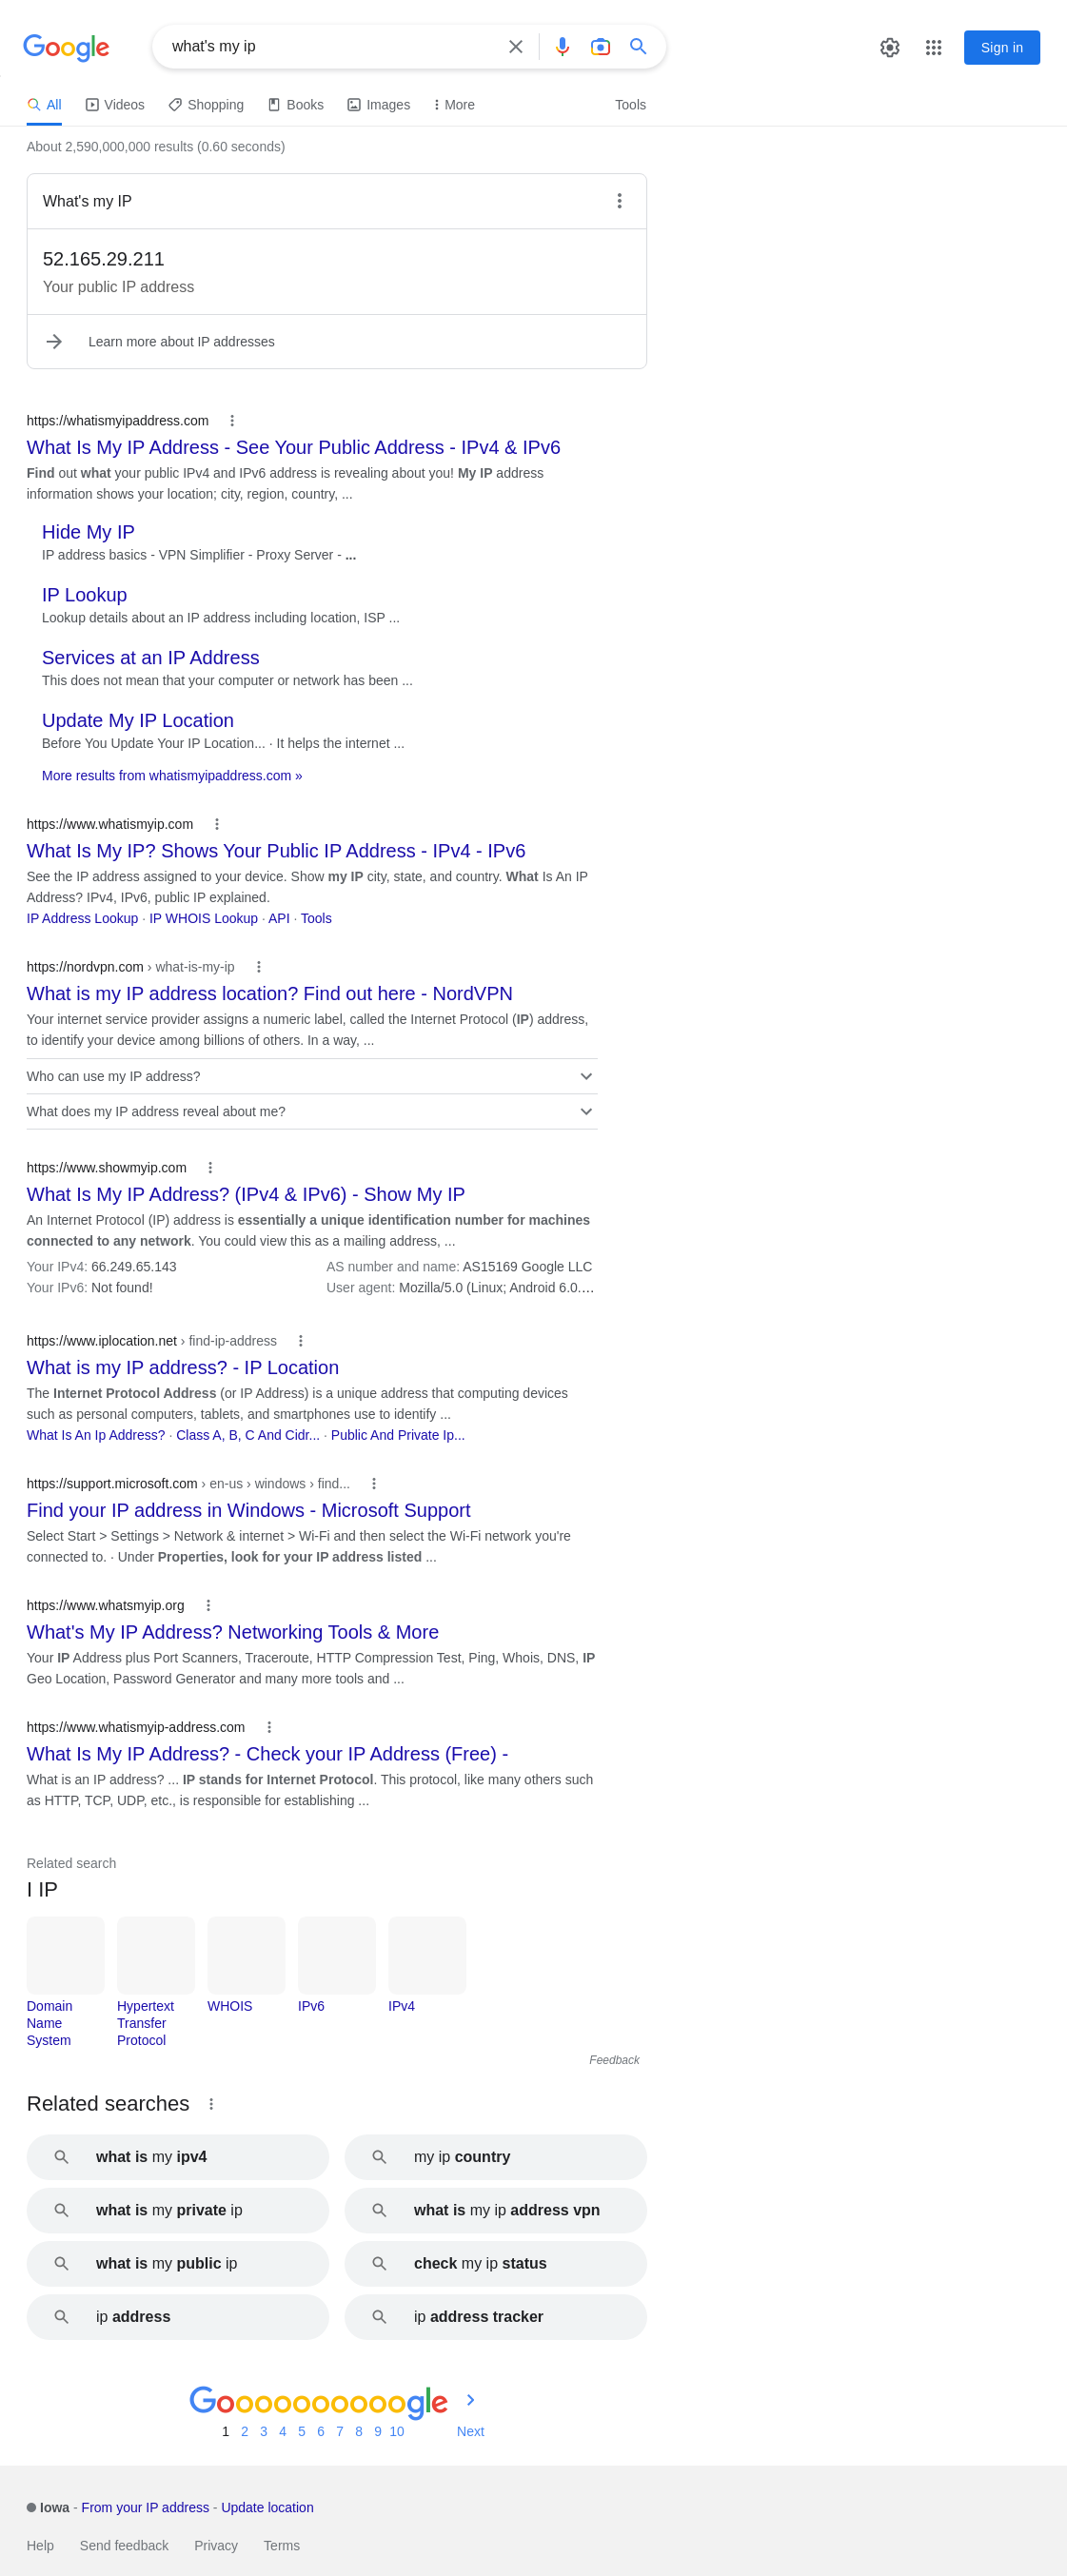 Google
what's my ip
Sign in
All Videos Shopping Books Images More Tools
About 2,590,000,000 results (0.60 seconds)
What's my IP
52.165.29.211
Your public IP address
Learn more about IP addresses
https://whatismyipaddress.com
What Is My IP Address - See Your Public Address - IPv4 & IPv6
Find out what your public IPv4 and IPv6 address is revealing about you! My IP address
information shows your location; city, region, country, ...
Hide My IP
IP address basics - VPN Simplifier - Proxy Server - ...
IP Lookup
Lookup details about an IP address including location, ISP ...
Services at an IP Address
This does not mean that your computer or network has been ...
Update My IP Location
Before You Update Your IP Location... · It helps the internet ...
More results from whatismyipaddress.com »
https://www.whatismyip.com
What Is My IP? Shows Your Public IP Address - IPv4 - IPv6
See the IP address assigned to your device. Show my IP city, state, and country. What Is An IP
Address? IPv4, IPv6, public IP explained.
IP Address Lookup · IP WHOIS Lookup · API · Tools
https://nordvpn.com › what-is-my-ip
What is my IP address location? Find out here - NordVPN
Your internet service provider assigns a numeric label, called the Internet Protocol (IP) address,
to identify your device among billions of others. In a way, ...
Who can use my IP address?
What does my IP address reveal about me?
https://www.showmyip.com
What Is My IP Address? (IPv4 & IPv6) - Show My IP
An Internet Protocol (IP) address is essentially a unique identification number for machines
connected to any network. You could view this as a mailing address, ...
Your IPv4: 66.249.65.143 AS number and name: AS15169 Google LLC
Your IPv6: Not found! User agent: Mozilla/5.0 (Linux; Android 6.0....
https://www.iplocation.net › find-ip-address
What is my IP address? - IP Location
The Internet Protocol Address (or IP Address) is a unique address that computing devices
such as personal computers, tablets, and smartphones use to identify ...
What Is An Ip Address? · Class A, B, C And Cidr... · Public And Private Ip...
https://support.microsoft.com › en-us › windows › find...
Find your IP address in Windows - Microsoft Support
Select Start > Settings > Network & internet > Wi-Fi and then select the Wi-Fi network you're
connected to. · Under Properties, look for your IP address listed ...
https://www.whatsmyip.org
What's My IP Address? Networking Tools & More
Your IP Address plus Port Scanners, Traceroute, HTTP Compression Test, Ping, Whois, DNS, IP
Geo Location, Password Generator and many more tools and ...
https://www.whatismyip-address.com
What Is My IP Address? - Check your IP Address (Free) -
What is an IP address? ... IP stands for Internet Protocol. This protocol, like many others such
as HTTP, TCP, UDP, etc., is responsible for establishing ...
Related search
I IP
Domain Hypertext WHOIS IPv6 IPv4
Name Transfer
System Protocol
Feedback
Related searches
what is my ipv4 my ip country
what is my private ip what is my ip address vpn
what is my public ip check my ip status
ip address ip address tracker
Goooooooooogle
1 2 3 4 5 6 7 8 9 10 Next
Iowa - From your IP address - Update location
Help Send feedback Privacy Terms